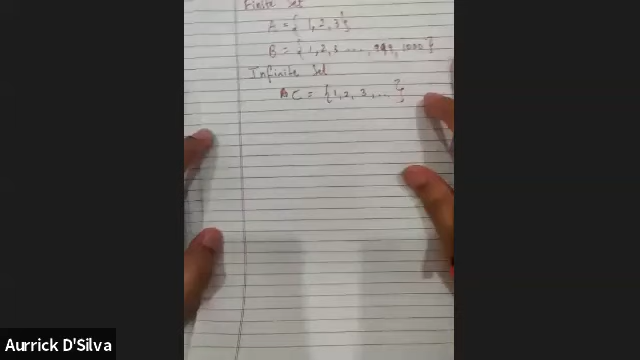 Finite Set
A = { 1, 2, 3 }
B = { 1, 2, 3 ....., 999, 1000 }
Infinite Set
C = { 1, 2, 3, .... }
Aurrick D'Silva